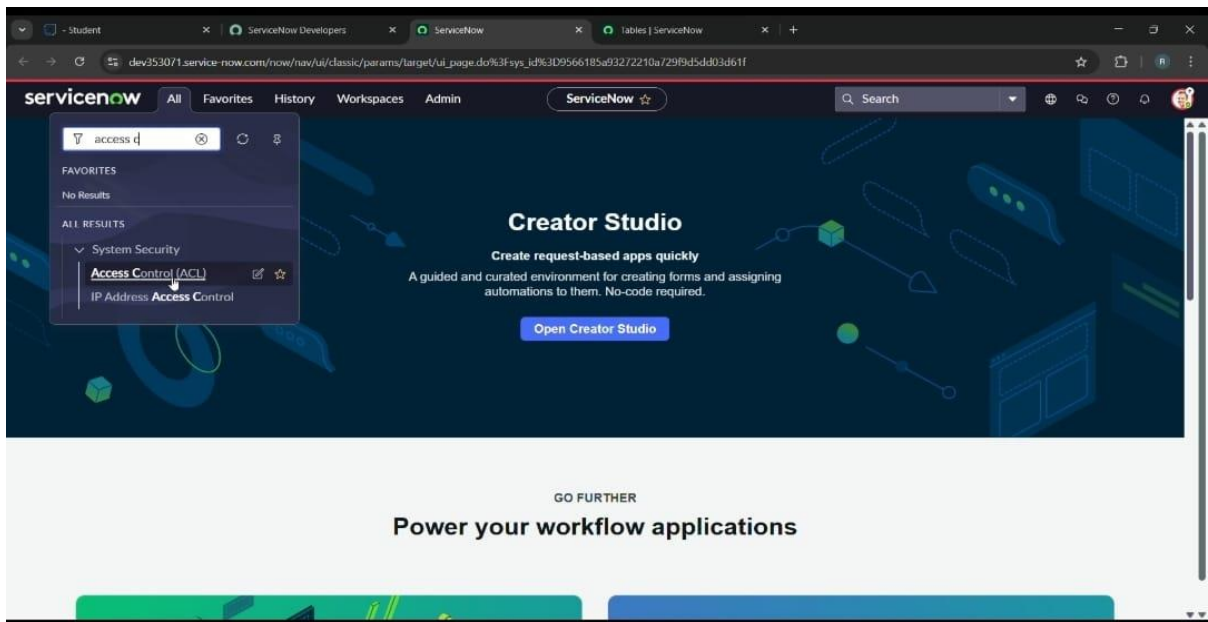 - Student
ServiceNow Developers
ServiceNow
Tables | ServiceNow
dev353071.service-now.com/now/nav/ui/classic/params/target/ui_page.do%3Fsys_id%3D9566185a93272210a729f9d5dd03d61f
R
servicenow All Favorites History Workspaces Admin ServiceNow Search
access c
FAVORITES
No Results
ALL RESULTS
System Security
Access Control (ACL)
IP Address Access Control
Creator Studio
Create request-based apps quickly
A guided and curated environment for creating forms and assigning
automations to them. No-code required.
Open Creator Studio
GO FURTHER
Power your workflow applications